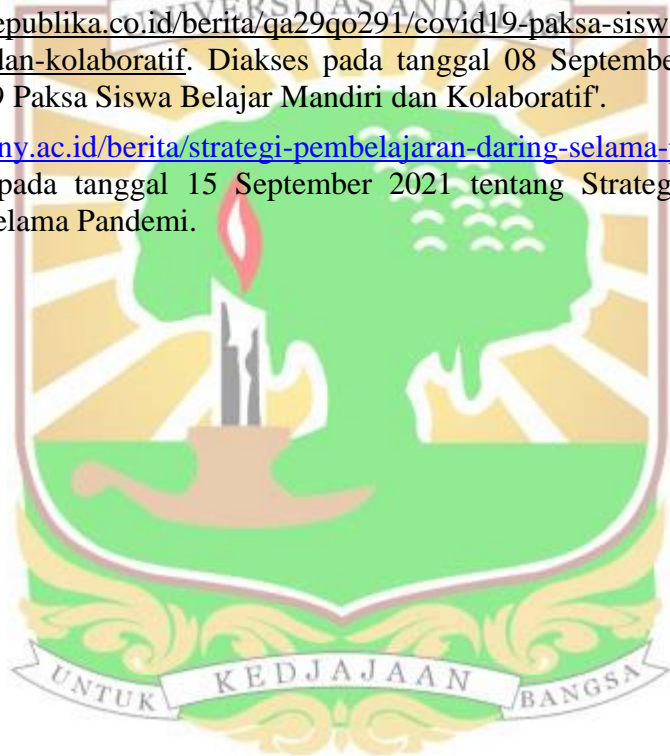 epublika.co.id/berita/qa29qo291/covid19-paksa-sisw
UNIVERSITAS ANDALAS
dan-kolaboratif. Diakses pada tanggal 08 Septembe
9 Paksa Siswa Belajar Mandiri dan Kolaboratif'.
ny.ac.id/berita/strategi-pembelajaran-daring-selama-
pada tanggal 15 September 2021 tentang Strateg
elama Pandemi.
UNTUK KEDJAJAAN BANGSA